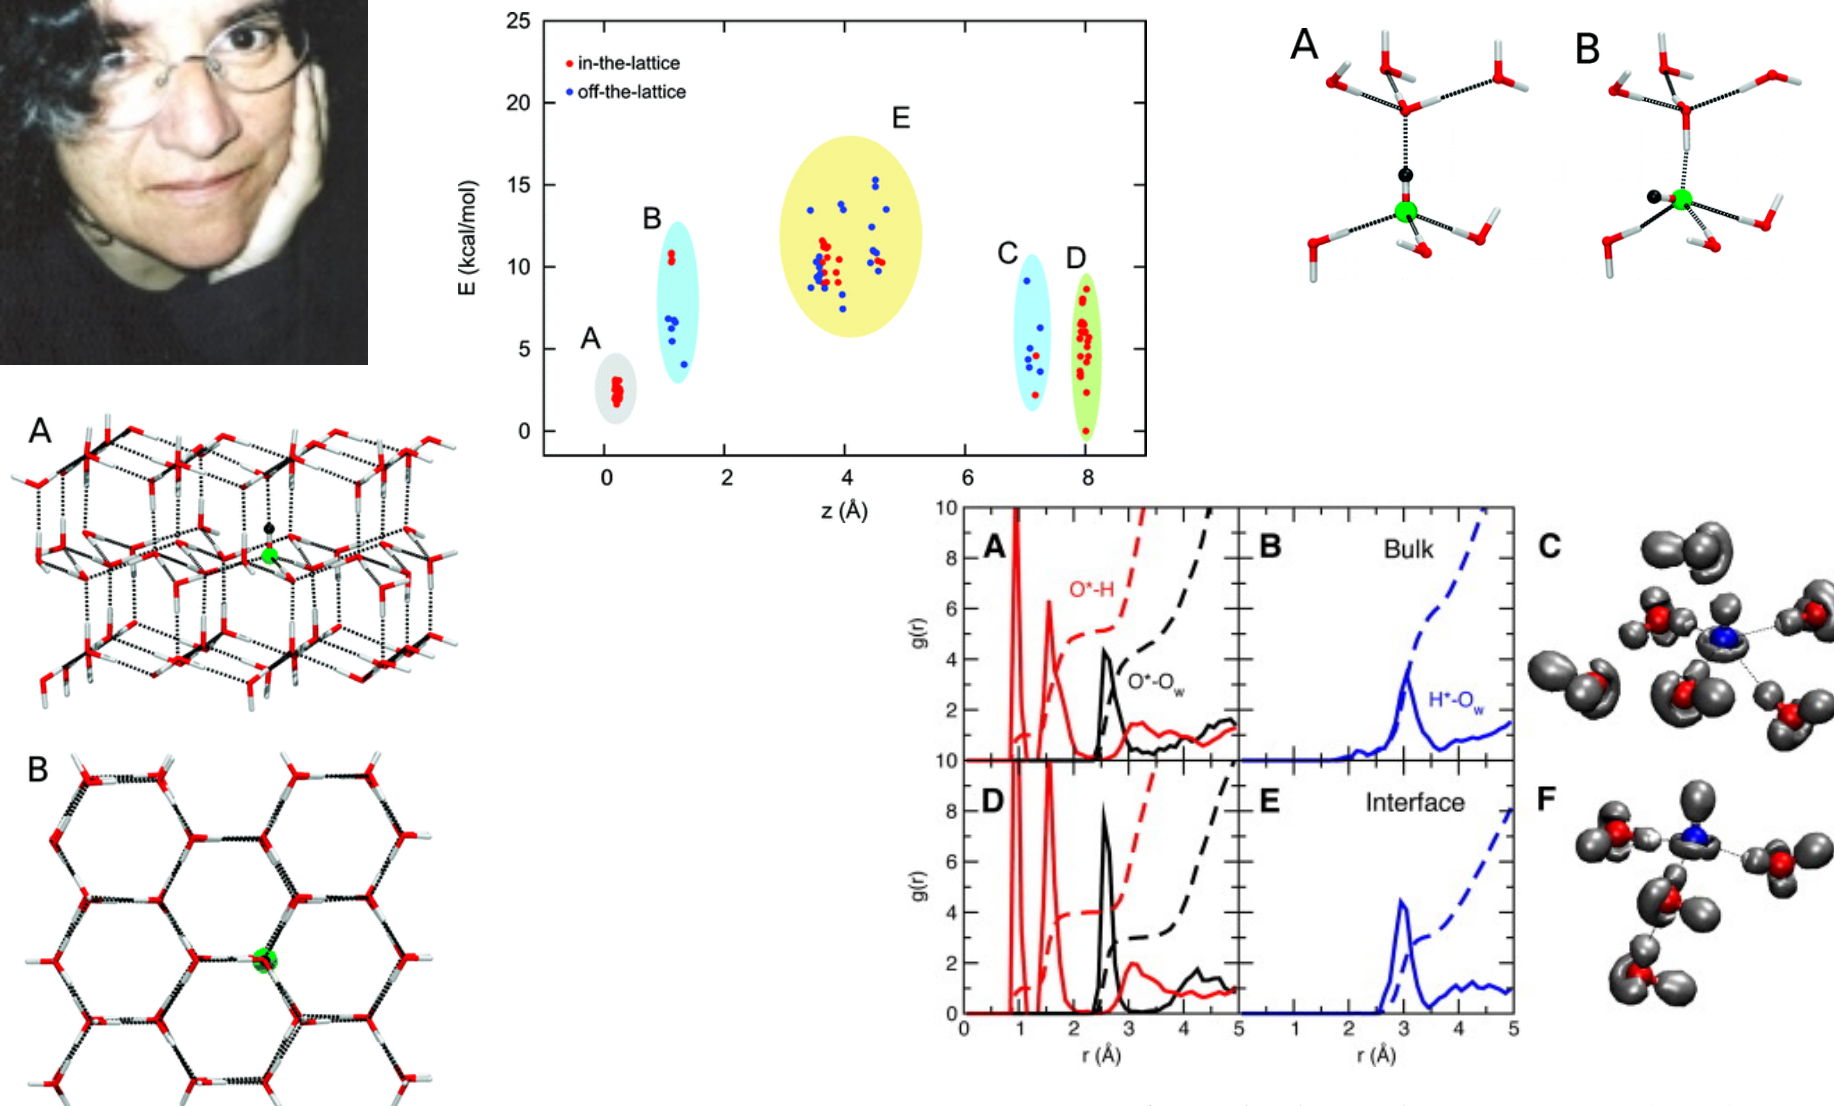 25
20
15
10
5
0
E (kcal/mol)
in-the-lattice
off-the-lattice
A
B
E
C
D
0
2
4
6
8
z (Å)
A
B
A
B
10
8
6
4
2
10
g(r)
A
O*-H
O*-Ow
B
Bulk
H*-Ow
C
8
6
4
2
0
g(r)
D
E
Interface
F
0
1
2
3
4
5
r (Å)
1
2
3
4
5
r (Å)